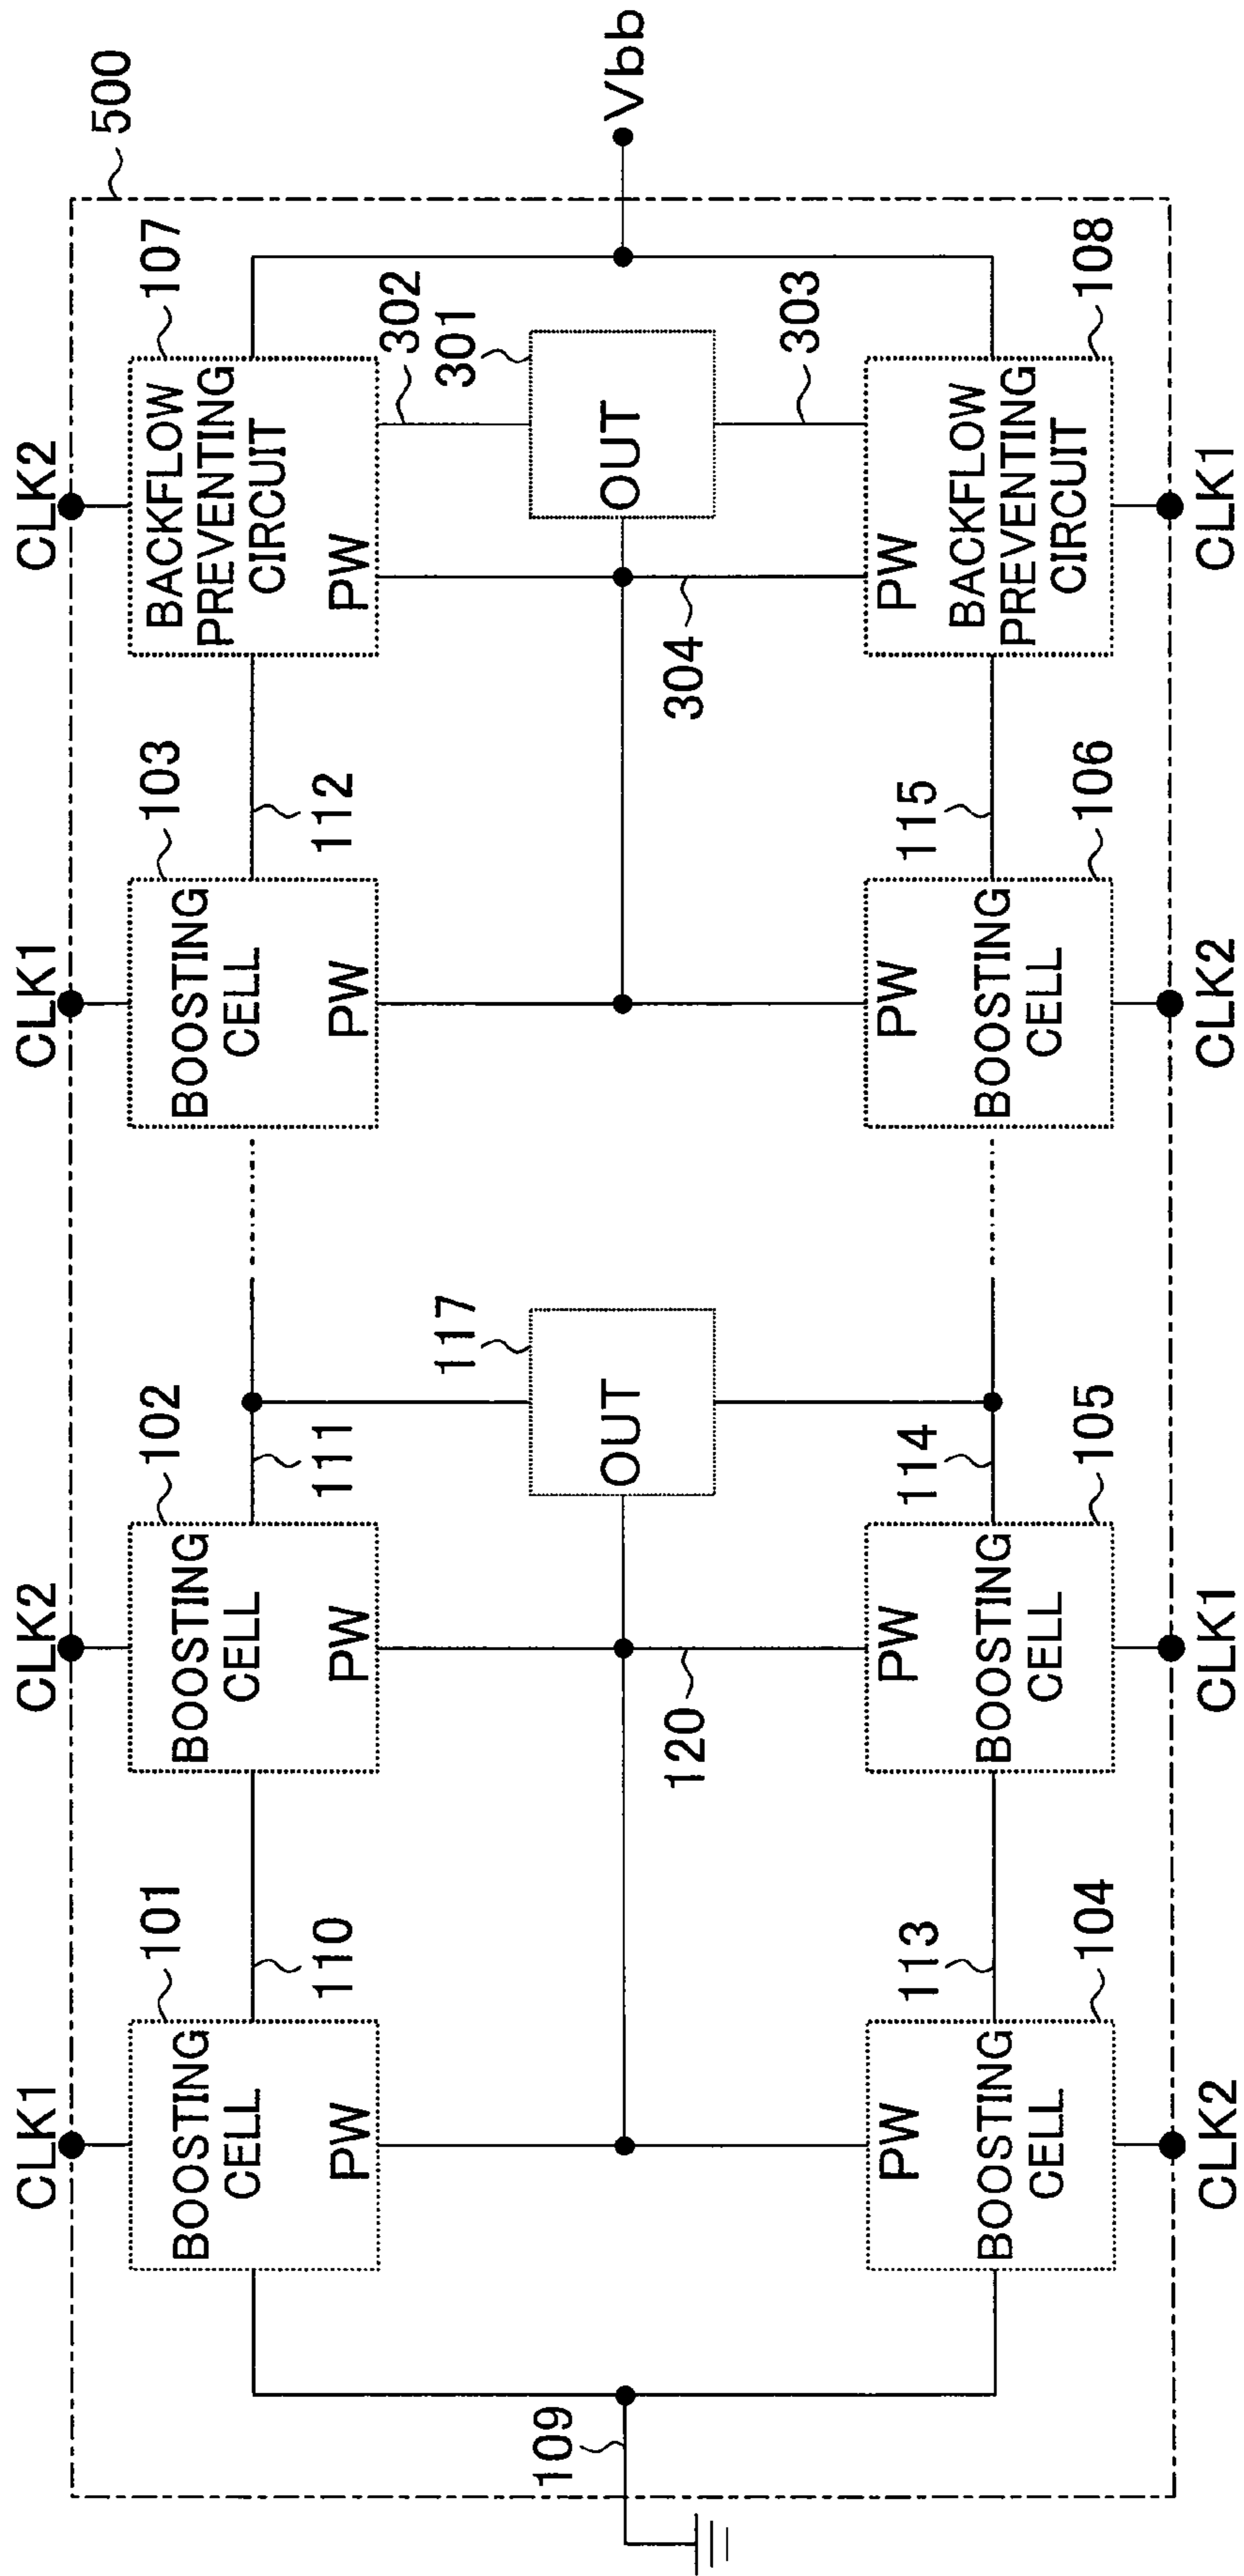 500
CLK1
CLK2
CLK1
CLK2
101
102
103
107
BOOSTING
CELL
PW
BOOSTING
CELL
PW
BOOSTING
CELL
PW
BACKFLOW
PREVENTING
CIRCUIT
PW
110
111
112
302
117
301
109
OUT
OUT
Vbb
120
304
303
113
114
115
PW
BOOSTING
CELL
PW
BOOSTING
CELL
PW
BOOSTING
CELL
PW
BACKFLOW
PREVENTING
CIRCUIT
104
105
106
108
CLK2
CLK1
CLK2
CLK1